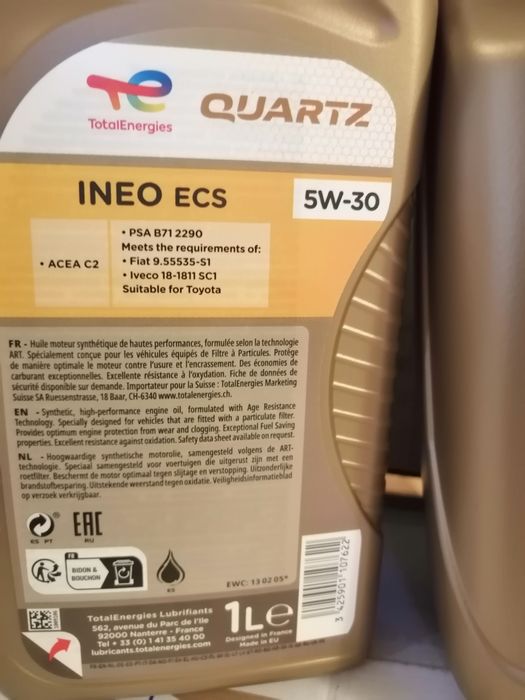 TotalEnergies
QUARTZ
INEO ECS
5W-30
• ACEA C2
• PSA B71 2290
Meets the requirements of:
• Fiat 9.55535-S1
• Iveco 18-1811 SC1
Suitable for Toyota
FR - Huile moteur synthétique de hautes performances, formulée selon la technologie
ART. Spécialement conçue pour les véhicules équipés de Filtre à Particules. Protège
de manière optimale le moteur contre l'usure et l'encrassement. Des économies de
carburant exceptionnelles. Excellente résistance à l'oxydation. Fiche de données de
sécurité disponible sur demande. Importateur pour la Suisse : TotalEnergies Marketing
Suisse SA Ruessenstrasse, 18 Baar, CH-6340 www.totalenergies.ch.
EN - Synthetic, high-performance engine oil, formulated with Age Resistance
Technology. Specially designed for vehicles that are fitted with a particulate filter.
Provides optimum engine protection from wear and clogging. Exceptional Fuel Saving
properties. Excellent resistance against oxidation. Safety data sheet available on request.
NL - Hoogwaardige synthetische motorolie, samengesteld volgens de ART-
technologie. Speciaal samengesteld voor voertuigen die uitgerust zijn met een
roetfilter. Beschermt de motor optimaal tegen slijtage en verstopping. Uitzonderlijke
brandstofbesparing. Uitstekende weerstand tegen oxidatie. Veiligheidsinformatieblad
op verzoek verkrijgbaar.
ES PT
EAC
RU
FR
BIDON &
BOUCHON
KS
EWC: 13 02 05*
TotalEnergies Lubrifiants
562, avenue du Parc de l'île
92000 Nanterre - France
Tel + 33 (0) 1 41 35 40 00
lubricants.totalenergies.com
1L e
Designed in France
Made in EU
3 425901 107622